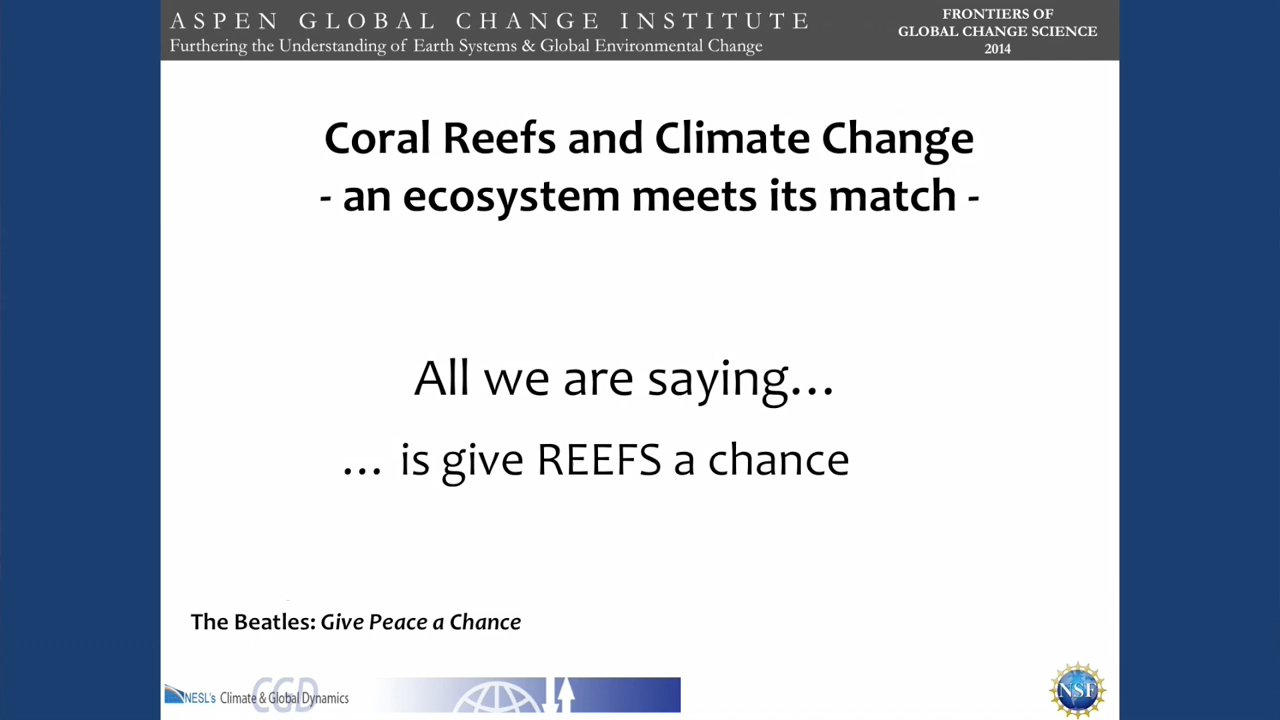 ASPEN GLOBAL CHANGE INSTITUTE
Furthering the Understanding of Earth Systems & Global Environmental Change
FRONTIERS OF
GLOBAL CHANGE SCIENCE
2014
Coral Reefs and Climate Change
- an ecosystem meets its match -
All we are saying…
… is give REEFS a chance
The Beatles: Give Peace a Chance
NESL's Climate & Global Dynamics
CGD
NSF